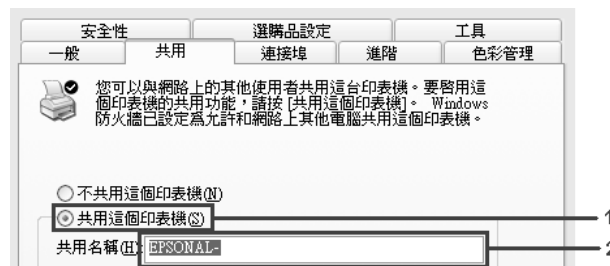 安全性 選購品設定 工具
一般 共用 連接埠 進階 色彩管理
您可以與網路上的其他使用者共用這台印表機。要啓用這
個印表機的共用功能，請按 [共用這個印表機]。 Windows
防火牆已設定爲允許和網路上其他電腦共用這個印表機。
不共用這個印表機(N)
共用這個印表機(S) 1
共用名稱(H): EPSONAL- 2